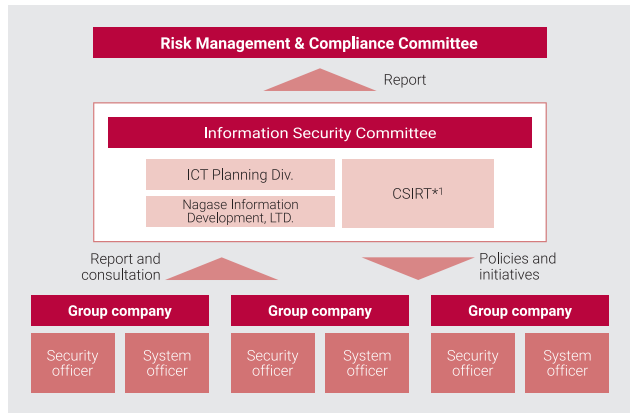 Risk Management & Compliance Committee
Report
Information Security Committee
ICT Planning Div.
Nagase Information
Development, LTD.
CSIRT*1
Report and
consultation
Policies and
initiatives
Group company
Security
officer
System
officer
Group company
Security
officer
System
officer
Group company
Security
officer
System
officer